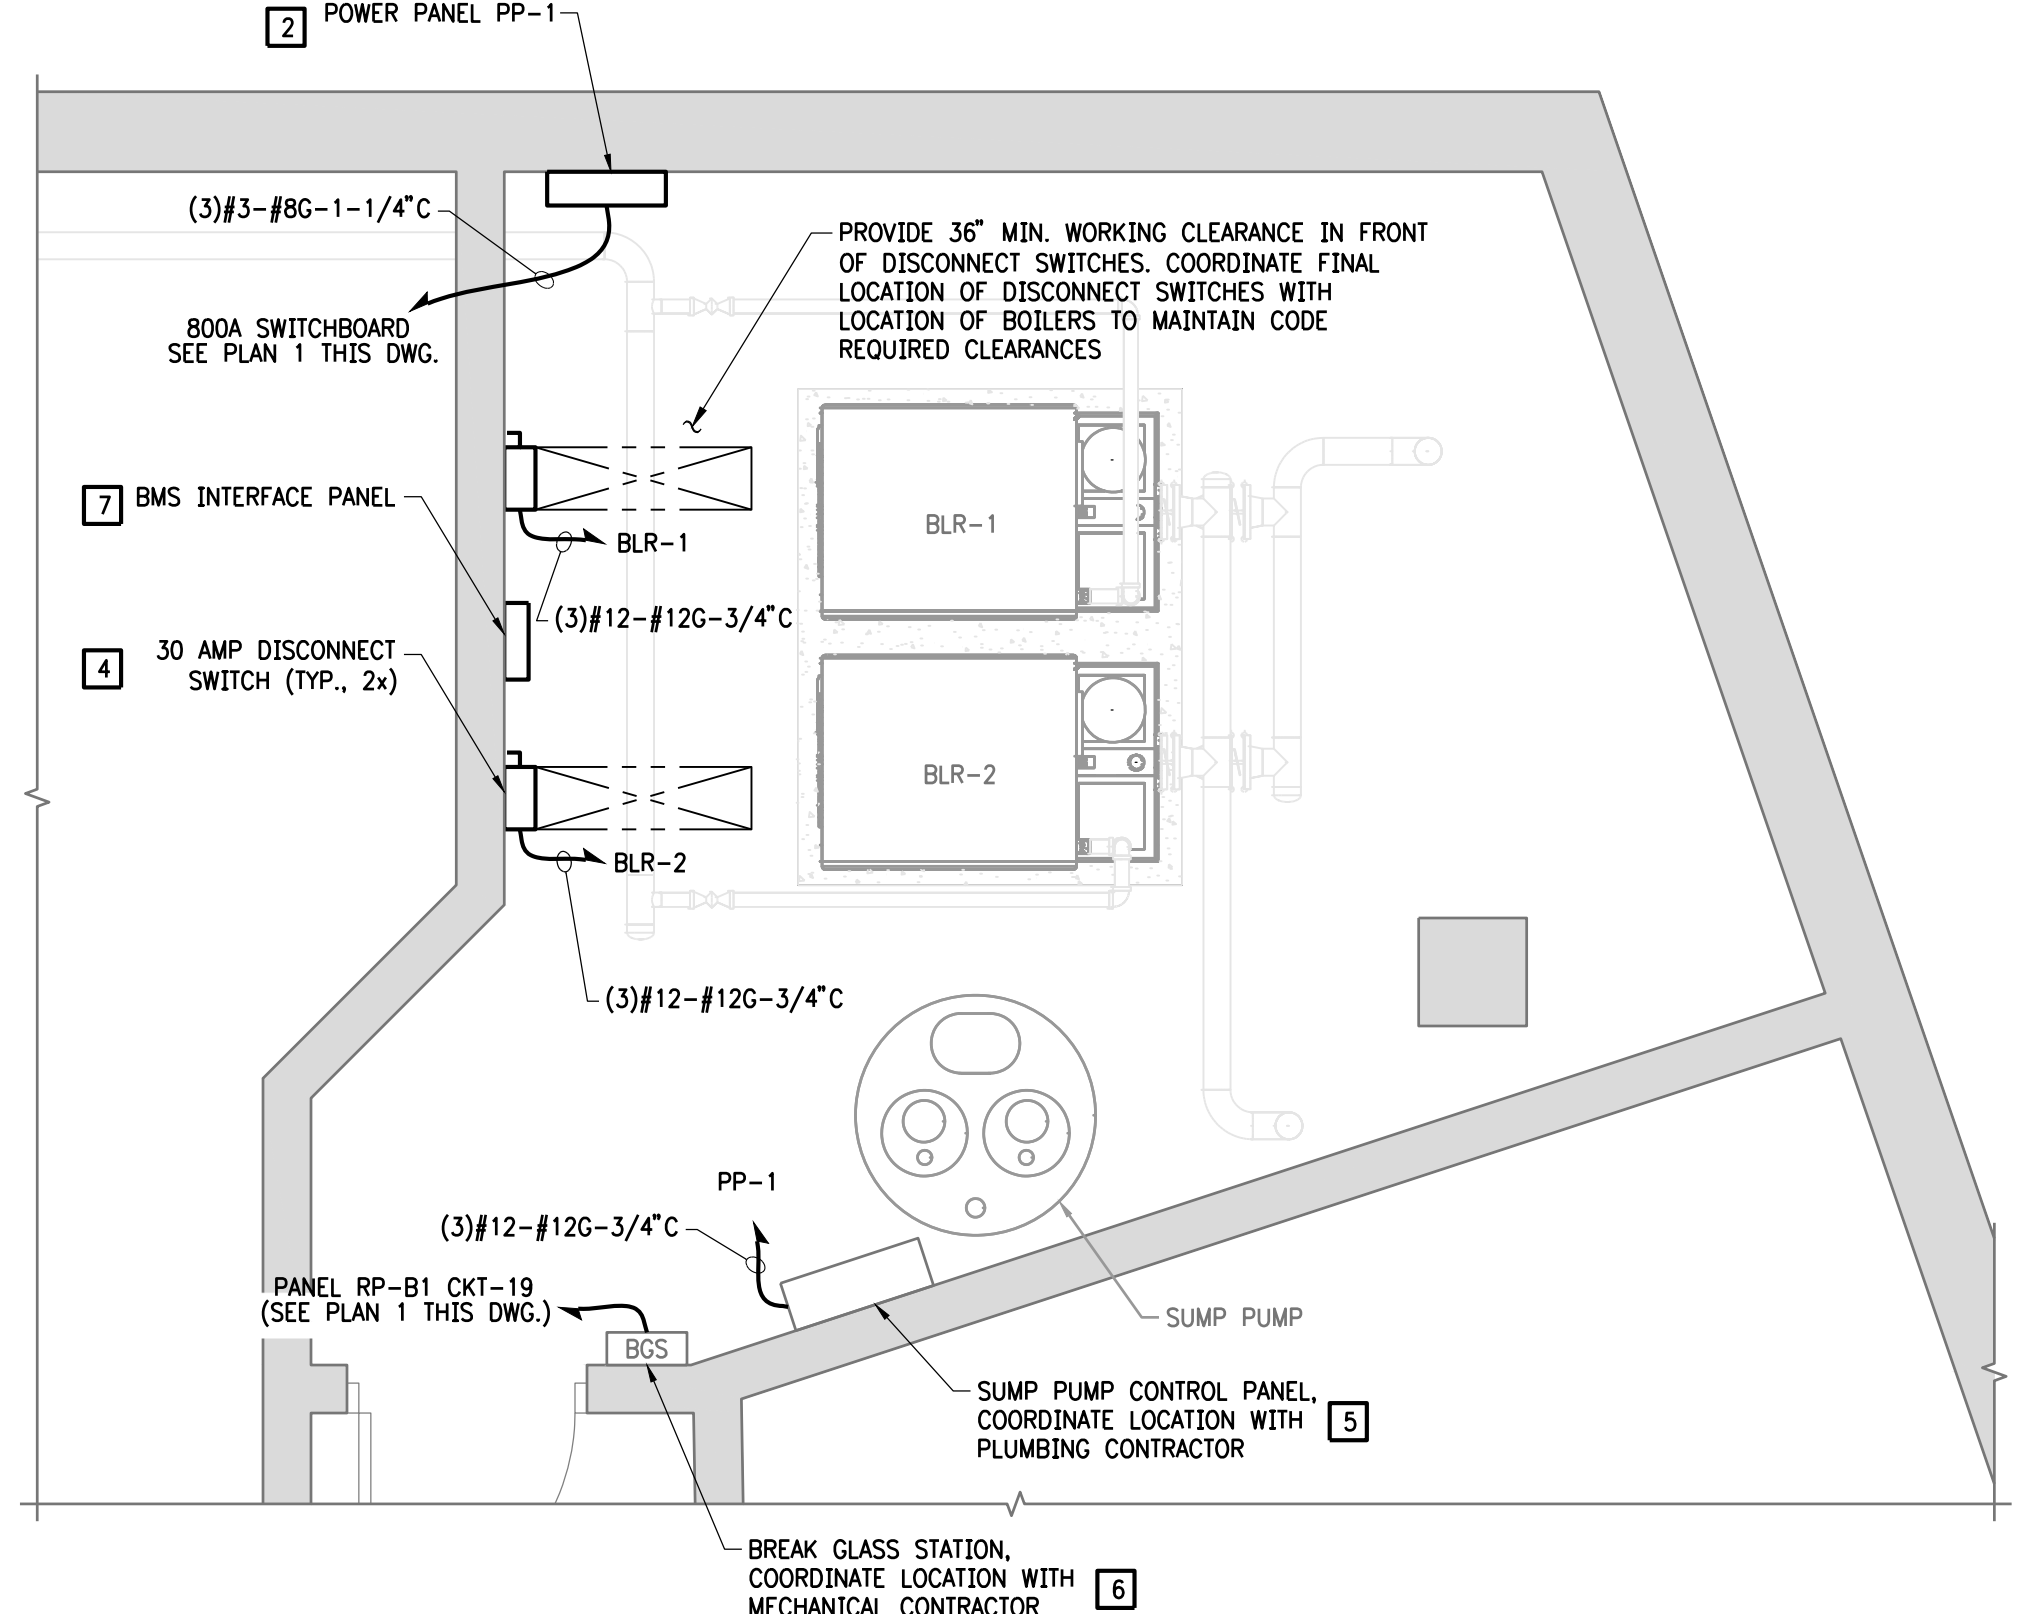 2
POWER PANEL PP-1
(3)#3-#8G-1-1/4"C
800A SWITCHBOARD
SEE PLAN 1 THIS DWG.
PROVIDE 36" MIN. WORKING CLEARANCE IN FRONT
OF DISCONNECT SWITCHES. COORDINATE FINAL
LOCATION OF DISCONNECT SWITCHES WITH
LOCATION OF BOILERS TO MAINTAIN CODE
REQUIRED CLEARANCES
7
BMS INTERFACE PANEL
BLR-1
BLR-1
(3)#12-#12G-3/4"C
4
30 AMP DISCONNECT
SWITCH (TYP., 2x)
BLR-2
BLR-2
(3)#12-#12G-3/4"C
PP-1
(3)#12-#12G-3/4"C
PANEL RP-B1 CKT-19
(SEE PLAN 1 THIS DWG.)
BGS
SUMP PUMP
SUMP PUMP CONTROL PANEL,
COORDINATE LOCATION WITH
PLUMBING CONTRACTOR
5
BREAK GLASS STATION,
COORDINATE LOCATION WITH
MECHANICAL CONTRACTOR
6